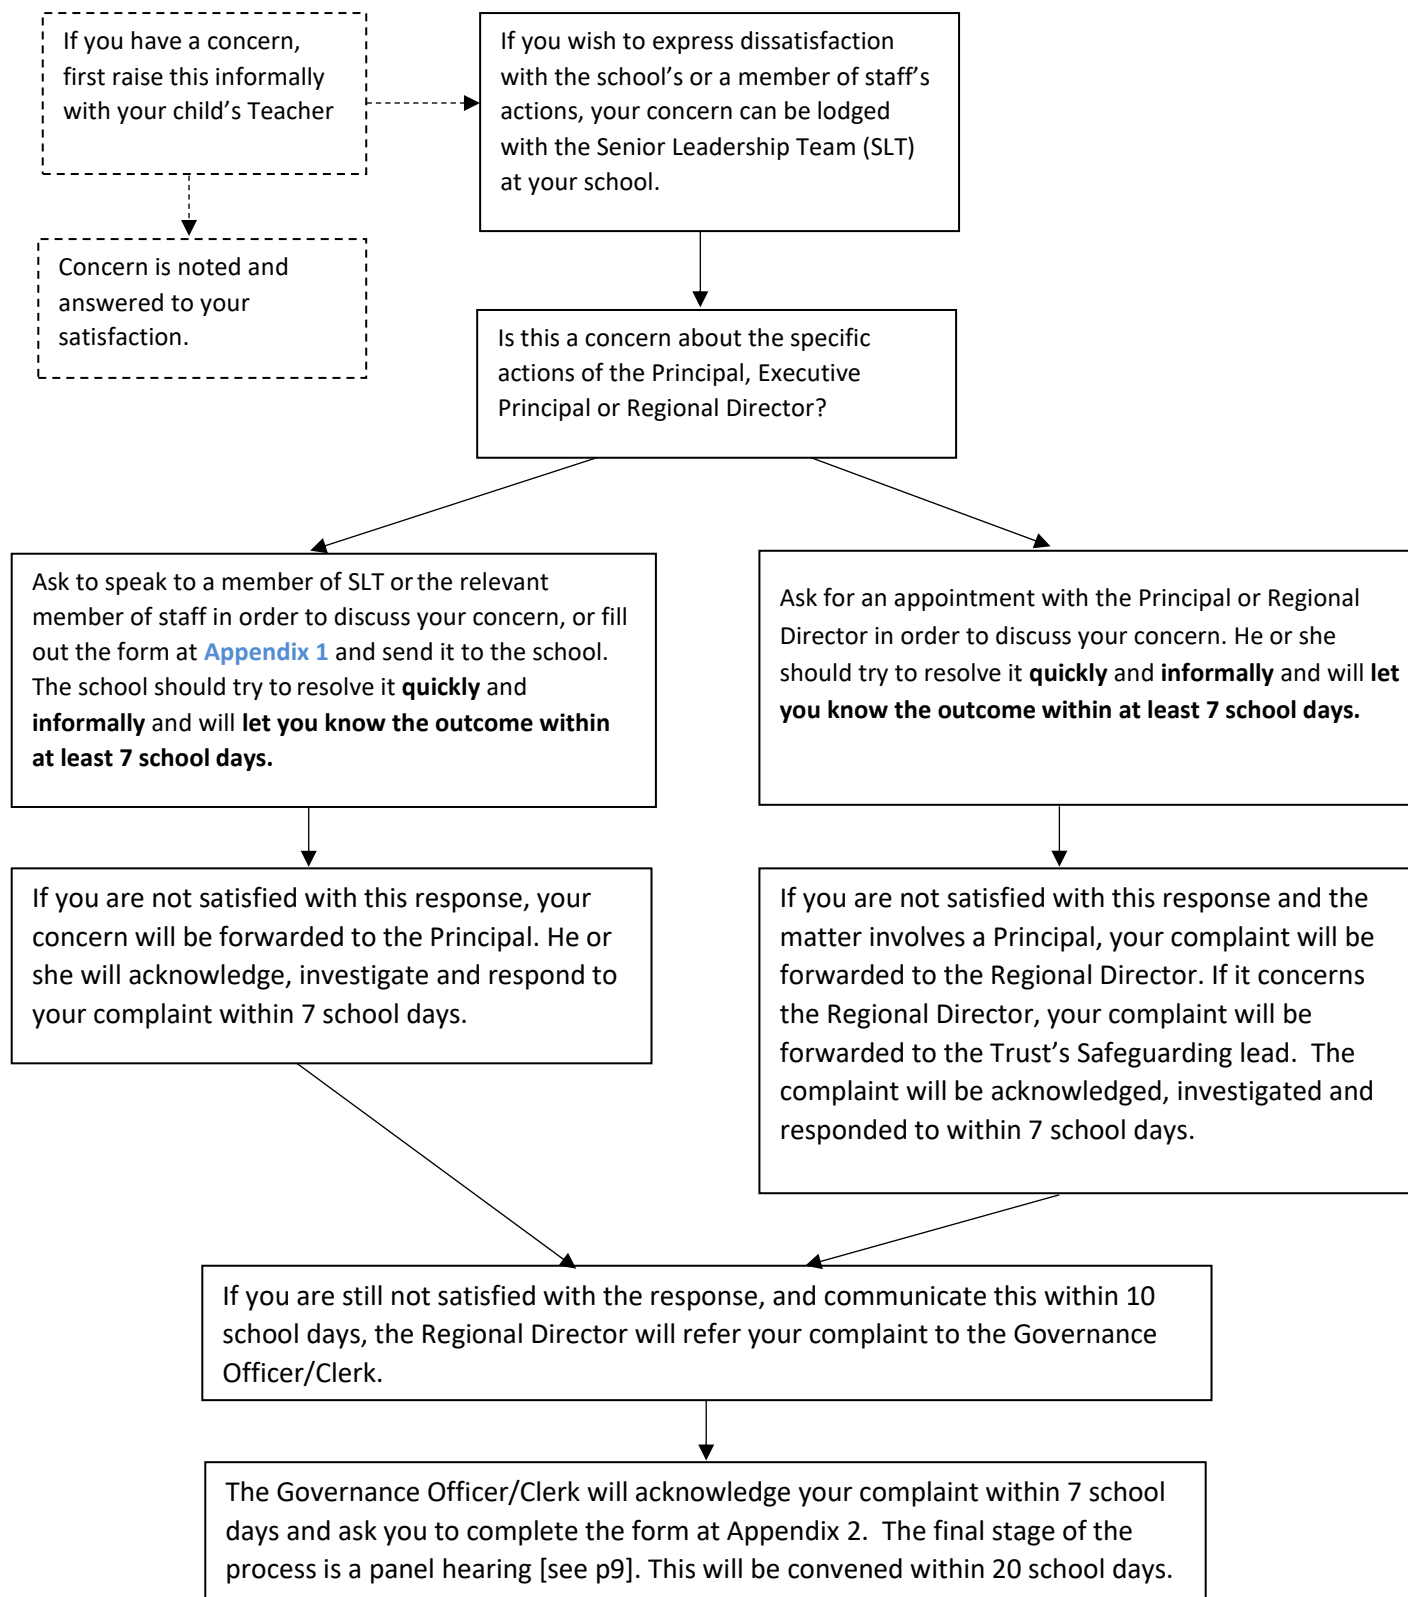 If you have a concern,
first raise this informally
with your child's Teacher
If you wish to express dissatisfaction
with the school's or a member of staff's
actions, your concern can be lodged
with the Senior Leadership Team (SLT)
at your school.
Concern is noted and
answered to your
satisfaction.
Is this a concern about the specific
actions of the Principal, Executive
Principal or Regional Director?
Ask to speak to a member of SLT or the relevant
member of staff in order to discuss your concern, or fill
out the form at Appendix 1 and send it to the school.
The school should try to resolve it quickly and
informally and will let you know the outcome within
at least 7 school days.
Ask for an appointment with the Principal or Regional
Director in order to discuss your concern. He or she
should try to resolve it quickly and informally and will let
you know the outcome within at least 7 school days.
If you are not satisfied with this response, your
concern will be forwarded to the Principal. He or
she will acknowledge, investigate and respond to
your complaint within 7 school days.
If you are not satisfied with this response and the
matter involves a Principal, your complaint will be
forwarded to the Regional Director. If it concerns
the Regional Director, your complaint will be
forwarded to the Trust's Safeguarding lead.  The
complaint will be acknowledged, investigated and
responded to within 7 school days.
If you are still not satisfied with the response, and communicate this within 10
school days, the Regional Director will refer your complaint to the Governance
Officer/Clerk.
The Governance Officer/Clerk will acknowledge your complaint within 7 school
days and ask you to complete the form at Appendix 2.  The final stage of the
process is a panel hearing [see p9]. This will be convened within 20 school days.